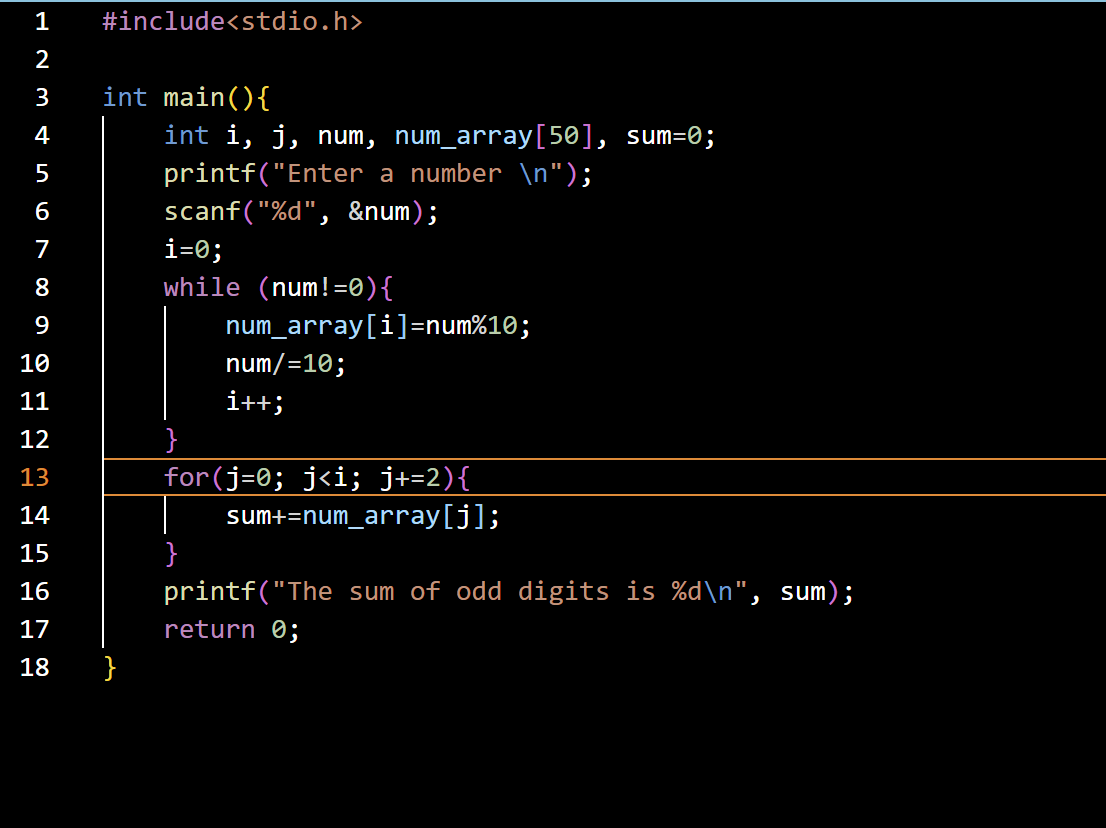 1 #include<stdio.h>
2
3 int main(){
4     int i, j, num, num_array[50], sum=0;
5     printf("Enter a number \n");
6     scanf("%d", &num);
7     i=0;
8     while (num!=0){
9         num_array[i]=num%10;
10         num/=10;
11         i++;
12     }
13     for(j=0; j<i; j+=2){
14         sum+=num_array[j];
15     }
16     printf("The sum of odd digits is %d\n", sum);
17     return 0;
18 }